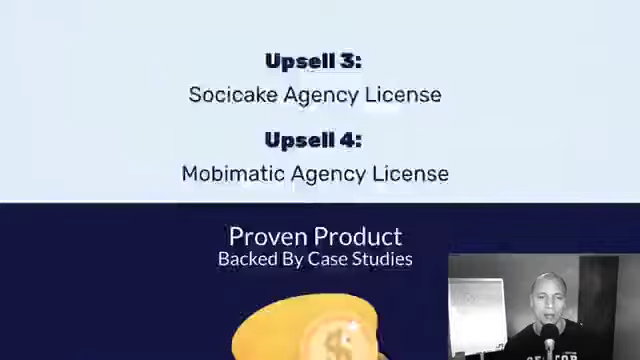 Upsell 3:
Socicake Agency License
Upsell 4:
Mobimatic Agency License
Proven Product
Backed By Case Studies
$